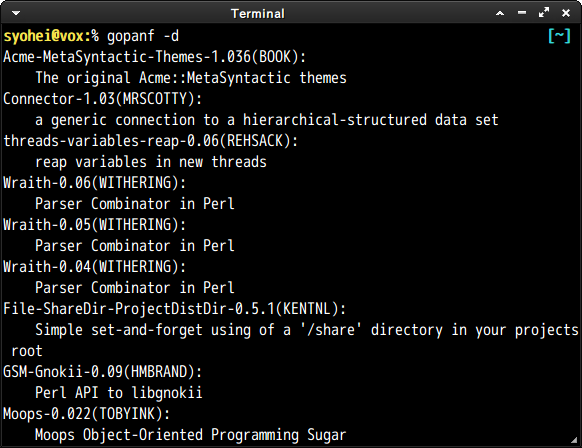 Terminal
syohei@vox:% gopanf -d [~]
Acme-MetaSyntactic-Themes-1.036(BOOK):
The original Acme::MetaSyntactic themes
Connector-1.03(MRSCOTTY):
a generic connection to a hierarchical-structured data set
threads-variables-reap-0.06(REHSACK):
reap variables in new threads
Wraith-0.06(WITHERING):
Parser Combinator in Perl
Wraith-0.05(WITHERING):
Parser Combinator in Perl
Wraith-0.04(WITHERING):
Parser Combinator in Perl
File-ShareDir-ProjectDistDir-0.5.1(KENTNL):
Simple set-and-forget using of a '/share' directory in your projects
root
GSM-Gnokii-0.09(HMBRAND):
Perl API to libgnokii
Moops-0.022(TOBYINK):
Moops Object-Oriented Programming Sugar